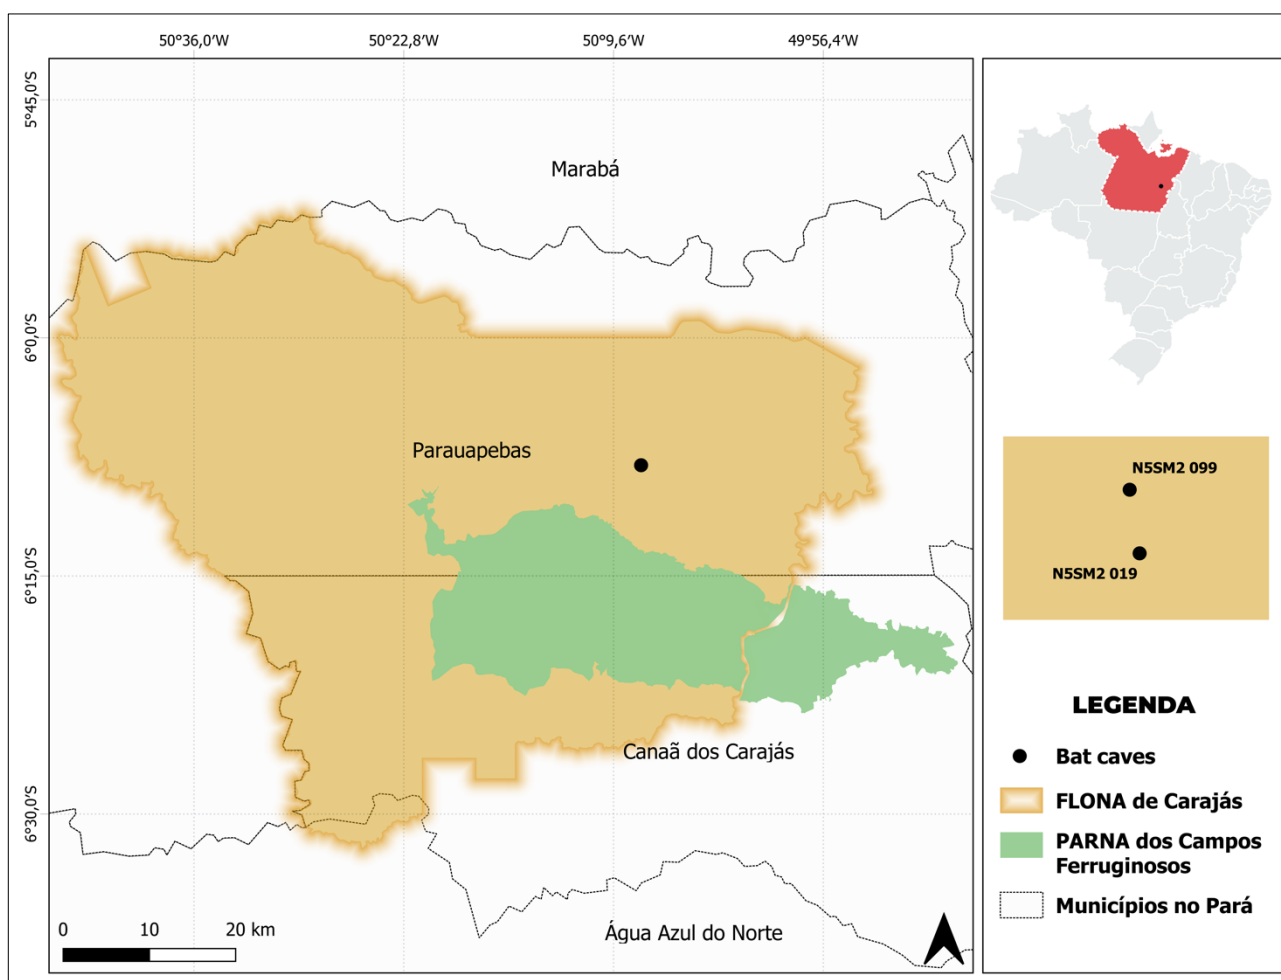 50°36,0'W 50°22,8'W 50°9,6'W 49°56,4'W
5°45,0'S
6°0,0'S
6°15,0'S
6°30,0'S
Marabá
Parauapebas
Canaã dos Carajás
Água Azul do Norte
0 10 20 km
N5SM2 099
N5SM2 019
LEGENDA
Bat caves
FLONA de Carajás
PARNA dos Campos
Ferruginosos
Municípios no Pará